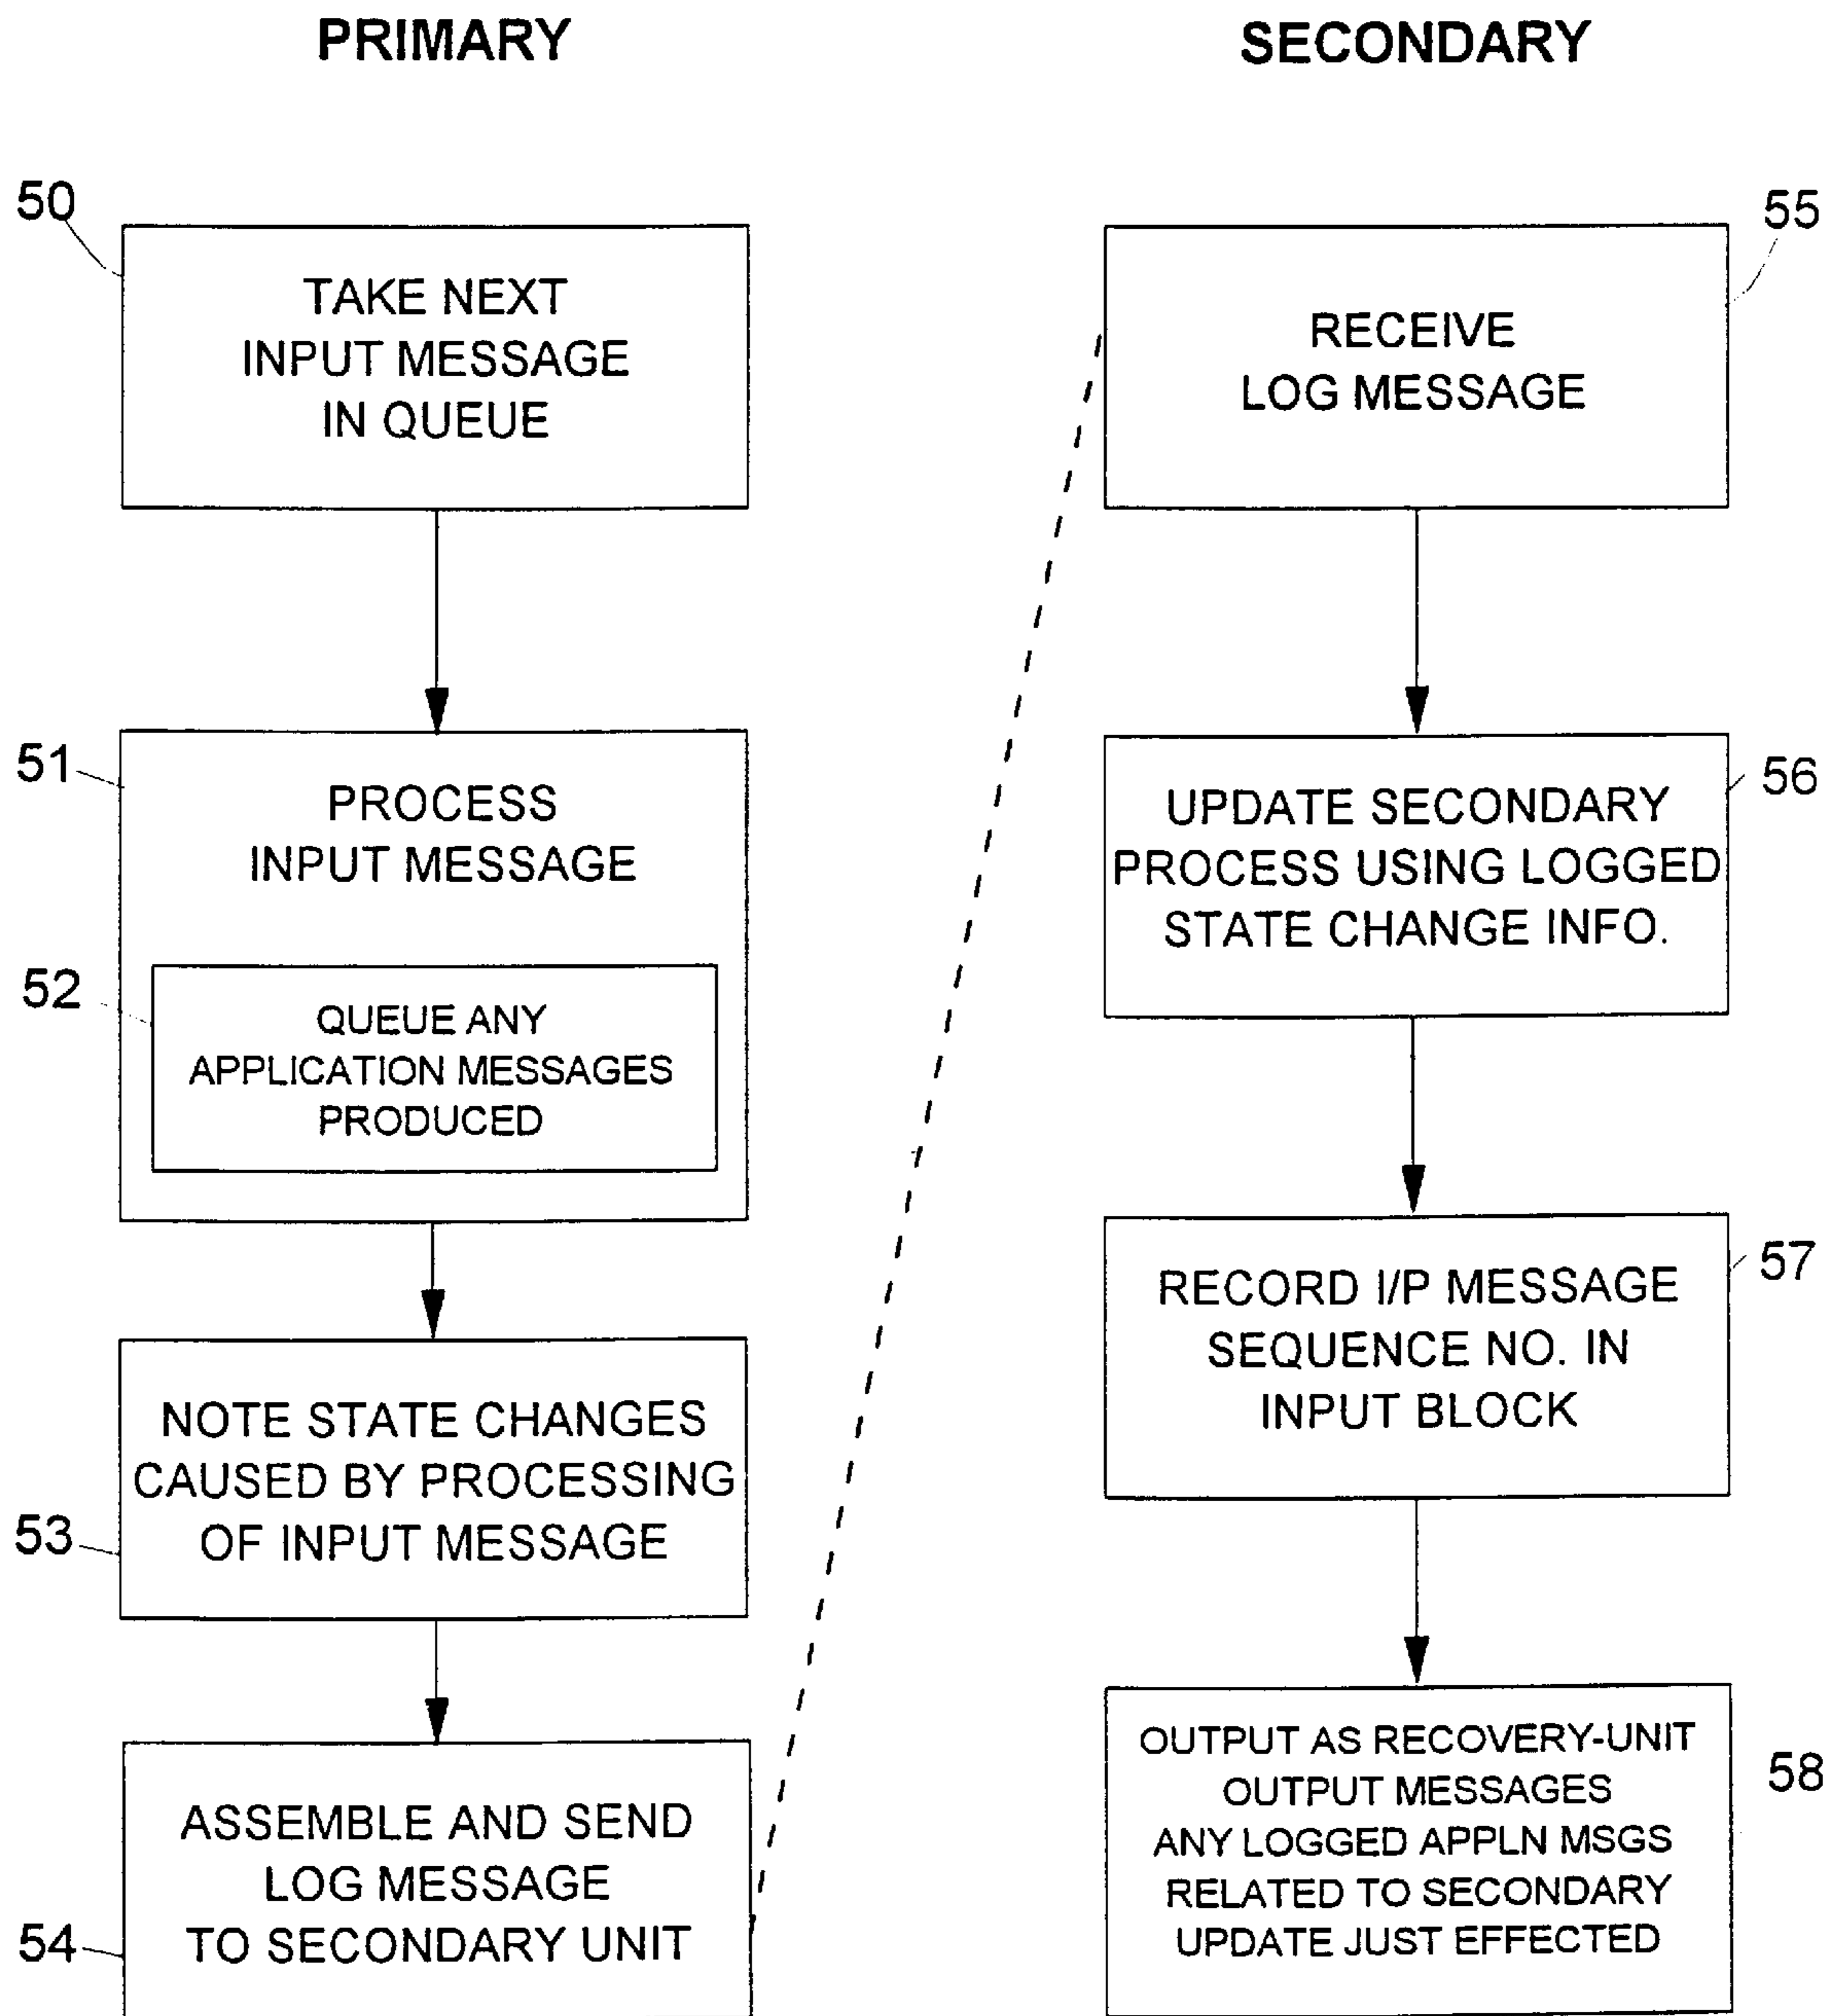 PRIMARY
50
TAKE NEXT
INPUT MESSAGE
IN QUEUE
51
PROCESS
INPUT MESSAGE
52
QUEUE ANY
APPLICATION MESSAGES
PRODUCED
NOTE STATE CHANGES
CAUSED BY PROCESSING
OF INPUT MESSAGE
53
ASSEMBLE AND SEND
LOG MESSAGE
TO SECONDARY UNIT
54
SECONDARY
55
RECEIVE
LOG MESSAGE
56
UPDATE SECONDARY
PROCESS USING LOGGED
STATE CHANGE INFO.
57
RECORD I/P MESSAGE
SEQUENCE NO. IN
INPUT BLOCK
OUTPUT AS RECOVERY-UNIT
OUTPUT MESSAGES
ANY LOGGED APPLN MSGS
RELATED TO SECONDARY
UPDATE JUST EFFECTED
58